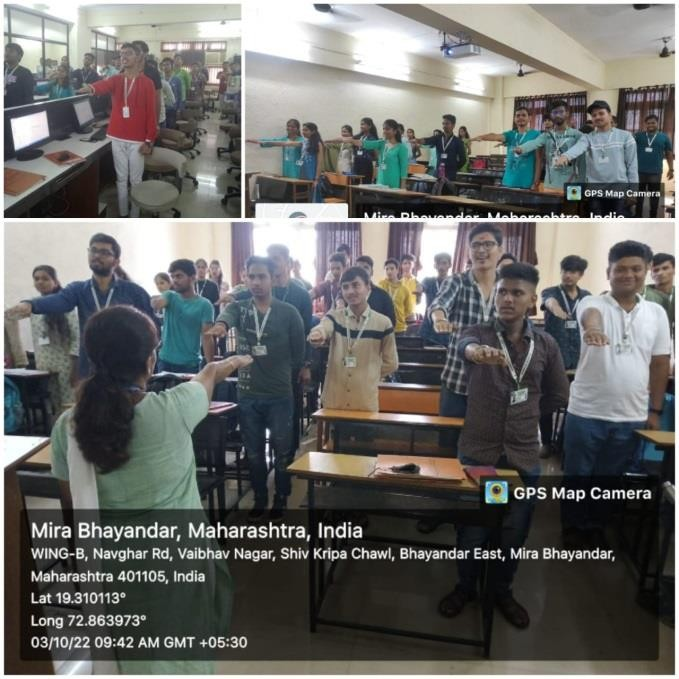 GPS Map Camera
Mira Bhayandar, Maharashtra, India
GPS Map Camera
Mira Bhayandar, Maharashtra, India
WING-B, Navghar Rd, Vaibhav Nagar, Shiv Kripa Chawl, Bhayandar East, Mira Bhayandar,
Maharashtra 401105, India
Lat 19.310113°
Long 72.863973°
03/10/22 09:42 AM GMT +05:30